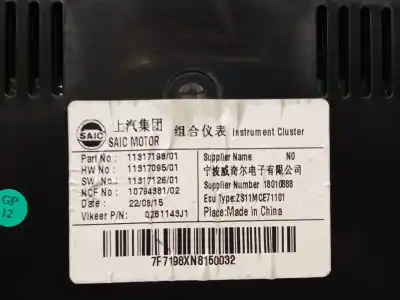 SAIC
上汽集团
SAIC MOTOR
组合仪表 Instrument Cluster
Part No : 11317198/01
HW No : 11317095/01
SW No : 11317126/01
NCF No : 10794381/02
Date : 22/08/15
Vikeer P/N : 02B1143J1
Supplier Name NO
宁波威奇尔电子有限公司
Supplier Number 18010888
Ecu Type:ZS11MCE71101
Place:Made in China
7F7198XN8150032
GP
12